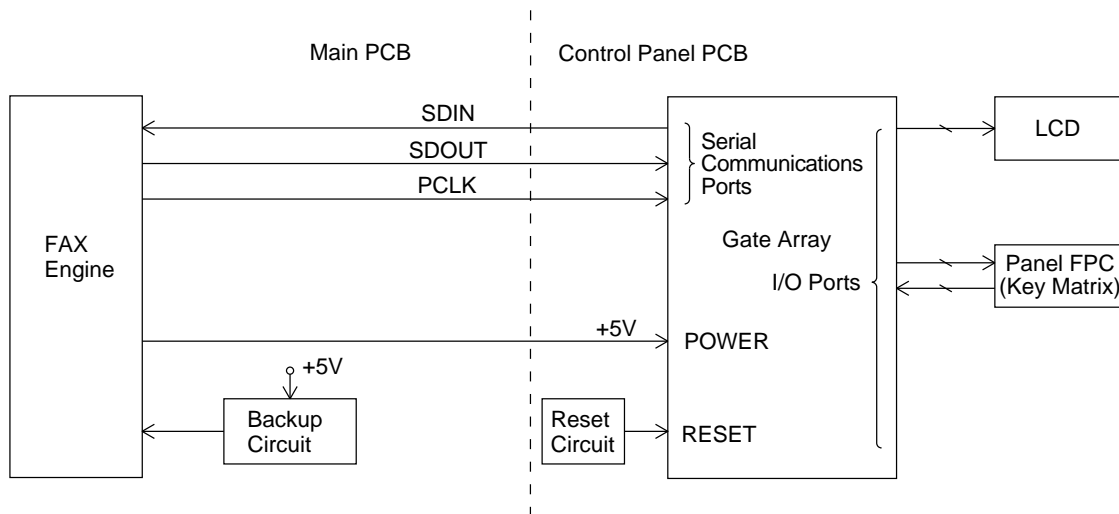 Main PCB
Control Panel PCB
SDIN
SDOUT
PCLK
Serial
Communications
Ports
LCD
FAX
Engine
Gate Array
I/O Ports
Panel FPC
(Key Matrix)
+5V
POWER
+5V
Backup
Circuit
Reset
Circuit
RESET